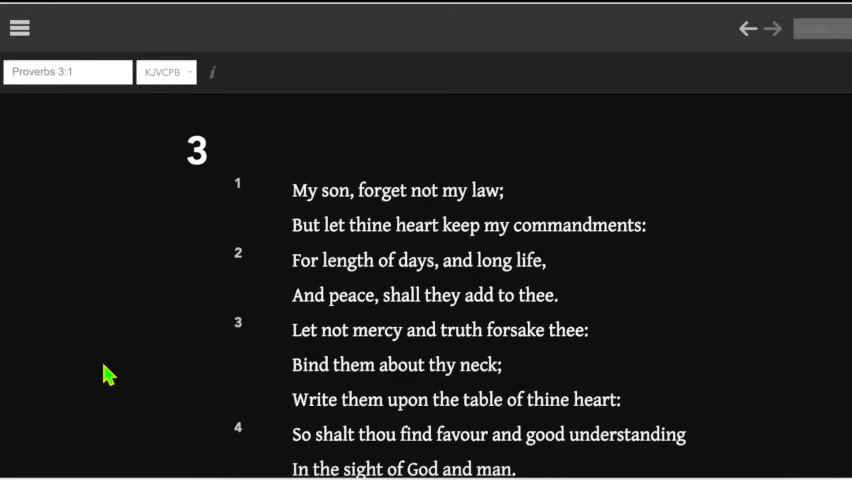 Proverbs 3:1
KJVCPB
i
3
1 My son, forget not my law;
But let thine heart keep my commandments:
2 For length of days, and long life,
And peace, shall they add to thee.
3 Let not mercy and truth forsake thee:
Bind them about thy neck;
Write them upon the table of thine heart:
4 So shalt thou find favour and good understanding
In the sight of God and man.